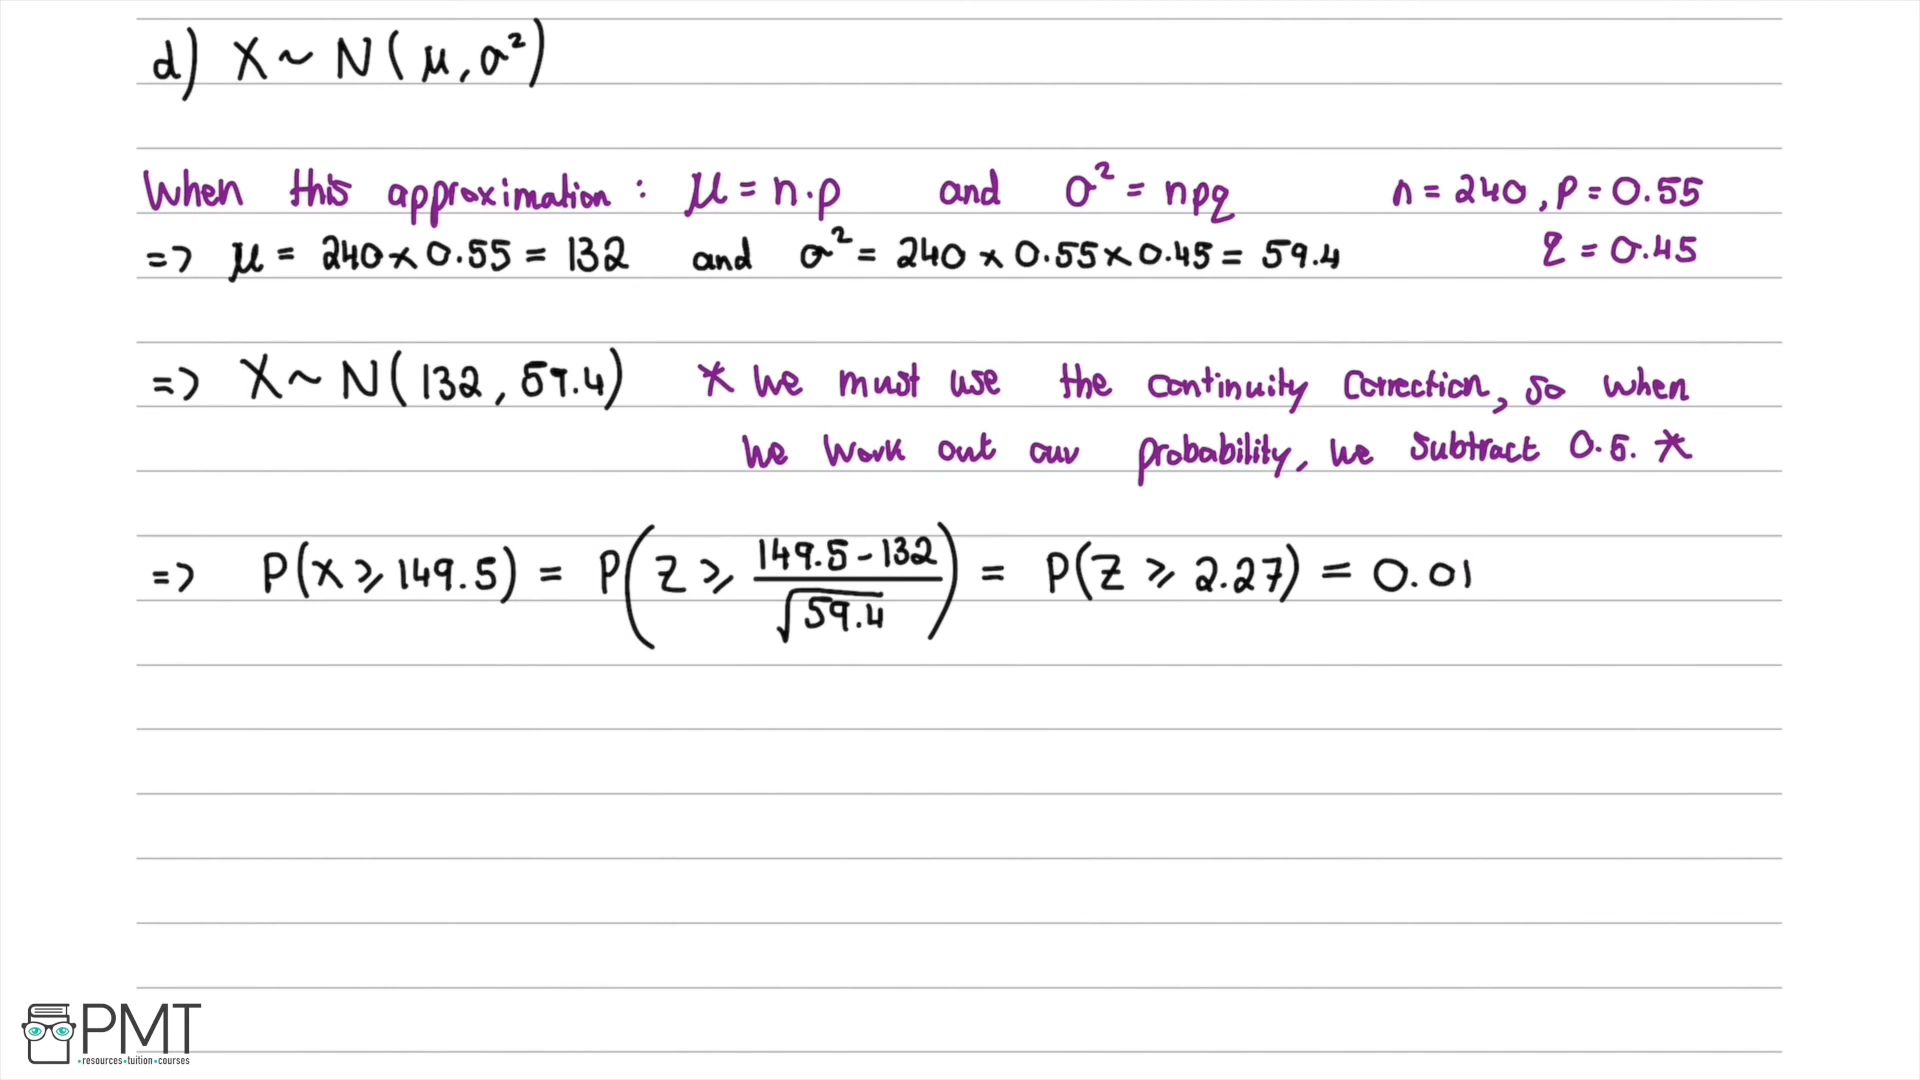 d) X ~ N(μ, σ²)
When this approximation : μ = n.p and σ² = npq n = 240, p = 0.55
=> μ = 240 × 0.55 = 132 and σ² = 240 × 0.55 × 0.45 = 59.4 q = 0.45
=> X ~ N(132, 59.4) * We must use the continuity correction, so when
we work out our probability, we subtract 0.5. *
=> P(X ≥ 149.5) = P(Z ≥ (149.5 - 132)/√59.4) = P(Z ≥ 2.27) = 0.01
PMT
•resources•tuition•courses